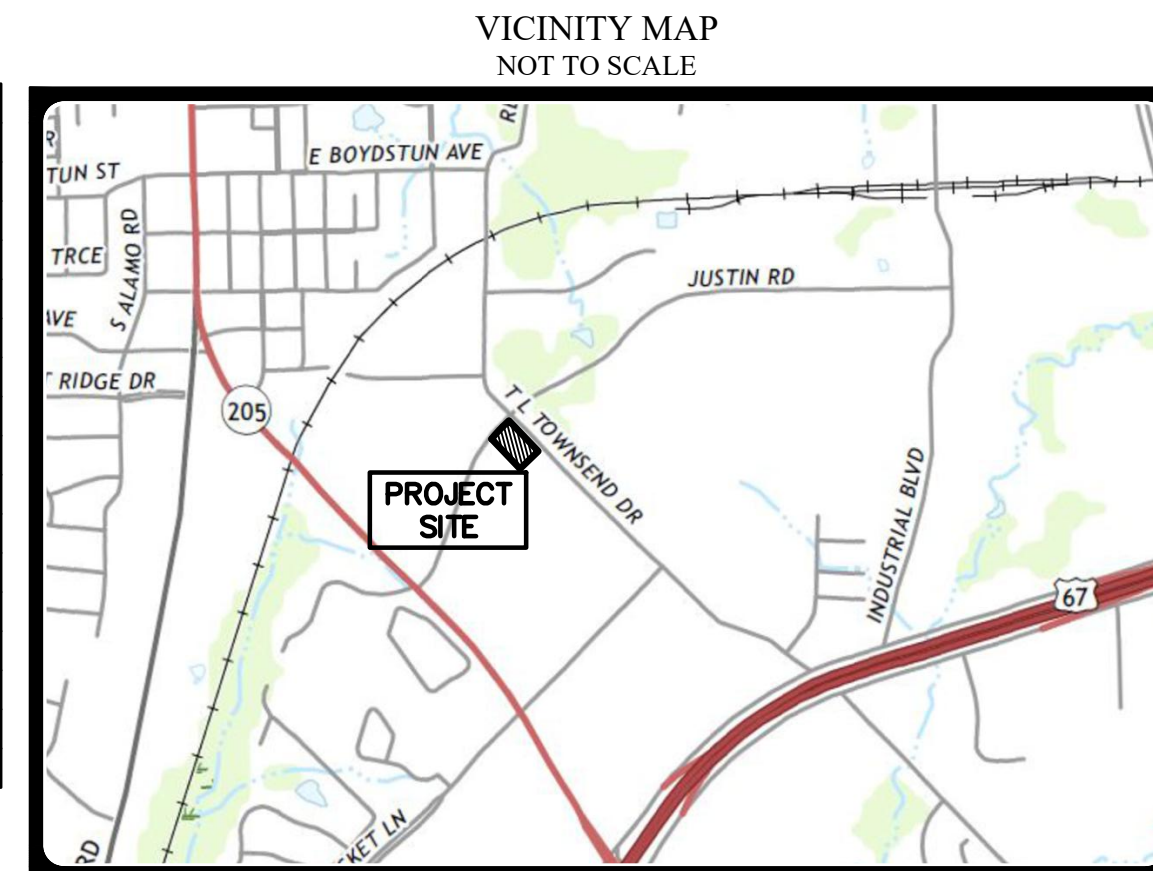 VICINITY MAP
NOT TO SCALE
E BOYDSTUN AVE
TUN ST
S ALAMO RD
TRCE
JUSTIN RD
AVE
RIDGE DR
205
T L TOWNSEND DR
PROJECT
SITE
INDUSTRIAL BLVD
67
KET LN
RD